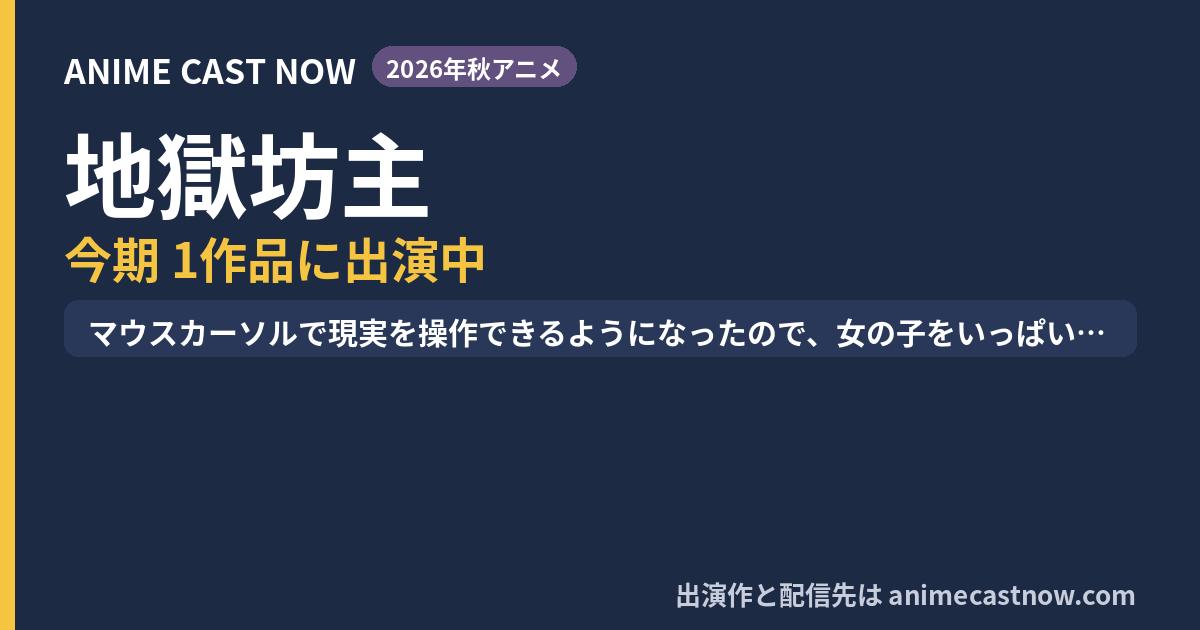 ANIME CAST NOW 2026年秋アニメ
地獄坊主
今期 1作品に出演中
マウスカーソルで現実を操作できるようになったので、女の子をいっぱい…
出演作と配信先は animecastnow.com